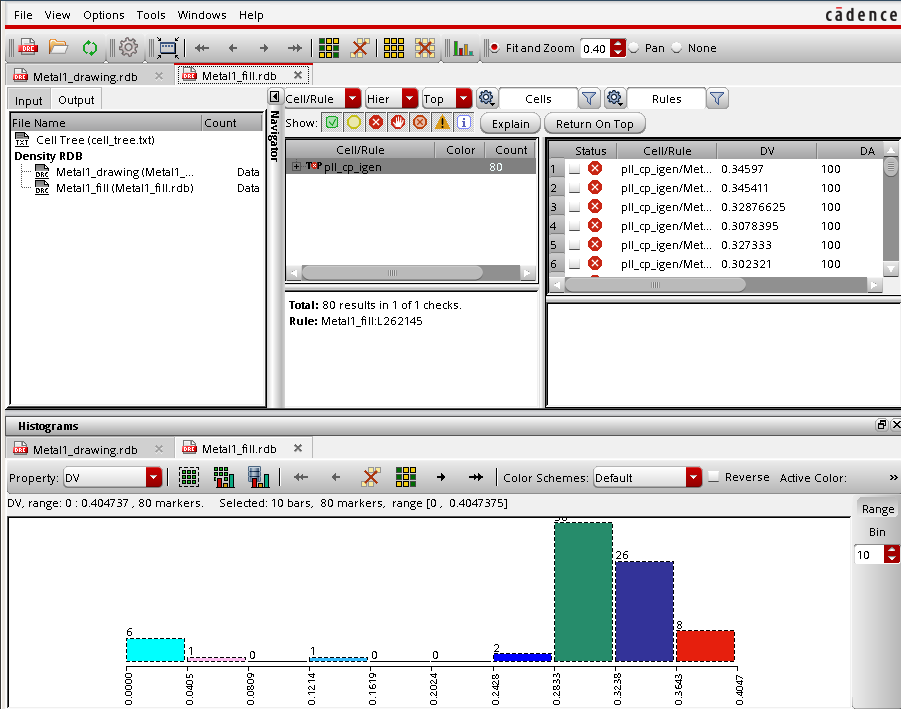 File View Options Tools Windows Help cādence
Fit and Zoom 0.40 Pan None
Metal1_drawing.rdb Metal1_fill.rdb
Input Output Cell/Rule Hier Top Cells Rules
File Name Count Show: Explain Return On Top
Cell Tree (cell_tree.txt)
Density RDB
Metal1_drawing (Metal1_... Data
Metal1_fill (Metal1_fill.rdb) Data
Navigator
Cell/Rule Color Count
pll_cp_igen 80
Total: 80 results in 1 of 1 checks.
Rule: Metal1_fill:L262145
Status Cell/Rule DV DA
1 pll_cp_igen/Met... 0.34597 100
2 pll_cp_igen/Met... 0.345411 100
3 pll_cp_igen/Met... 0.32876625 100
4 pll_cp_igen/Met... 0.3078395 100
5 pll_cp_igen/Met... 0.327333 100
6 pll_cp_igen/Met... 0.302321 100
Histograms
Metal1_drawing.rdb Metal1_fill.rdb
Property: DV Color Schemes: Default Reverse Active Color: »
DV, range: 0 : 0.404737 , 80 markers. Selected: 10 bars, 80 markers, range [0 , 0.4047375]
Range
Bin
10
6 1 0 1 0 0 2 26 8
0.0000 0.0405 0.0809 0.1214 0.1619 0.2024 0.2428 0.2833 0.3238 0.3643 0.4047